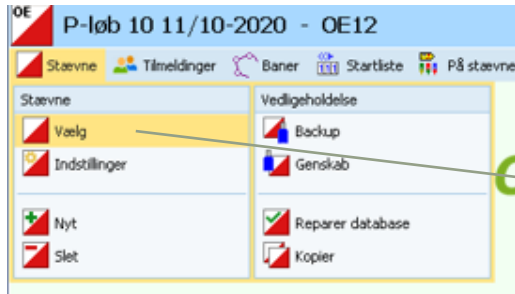 OE P-løb 10 11/10-2020 - OE12
Stævne Tilmeldinger Baner Startliste På stævne
Stævne Vedligeholdelse
Vælg Backup
Indstillinger Genskab
Nyt Reparer database
Slet Kopier